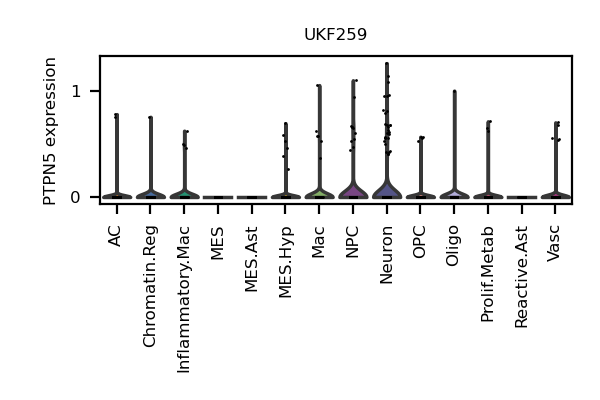 UKF259
PTPN5 expression
1
0
AC
Chromatin.Reg
Inflammatory.Mac
MES
MES.Ast
MES.Hyp
Mac
NPC
Neuron
OPC
Oligo
Prolif.Metab
Reactive.Ast
Vasc